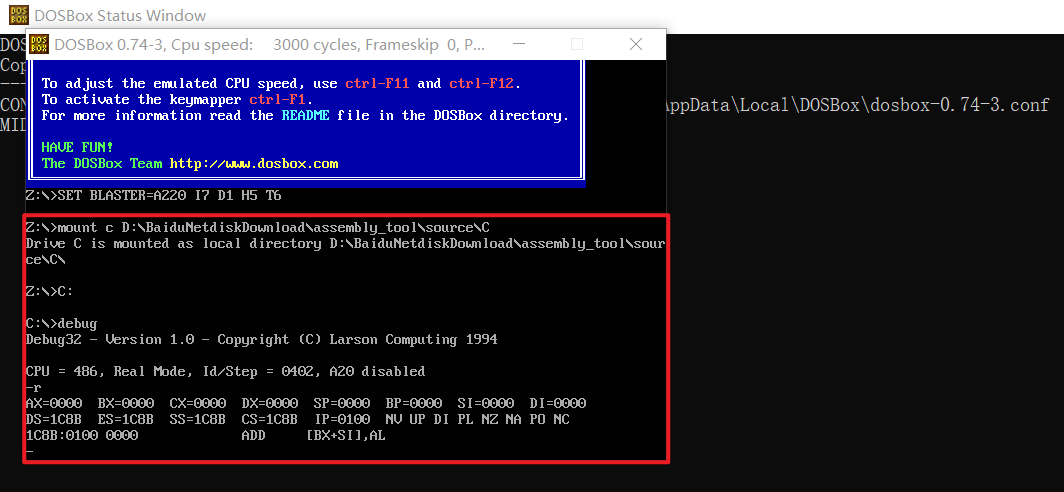 DOSBox Status Window
DOSBox 0.74-3, Cpu speed: 3000 cycles, Frameskip 0, P...
DOS
Cop
---
CON
AppData\Local\DOSBox\dosbox-0.74-3.conf
MID
To adjust the emulated CPU speed, use ctrl-F11 and ctrl-F12.
To activate the keymapper ctrl-F1.
For more information read the README file in the DOSBox directory.
HAVE FUN!
The DOSBox Team http://www.dosbox.com
Z:\>SET BLASTER=A220 I7 D1 H5 T6
Z:\>mount c D:\BaiduNetdiskDownload\assembly_tool\source\C
Drive C is mounted as local directory D:\BaiduNetdiskDownload\assembly_tool\sour
ce\C\
Z:\>C:
C:\>debug
Debug32 - Version 1.0 - Copyright (C) Larson Computing 1994
CPU = 486, Real Mode, Id/Step = 0402, A20 disabled
-r
AX=0000 BX=0000 CX=0000 DX=0000 SP=0000 BP=0000 SI=0000 DI=0000
DS=1C8B ES=1C8B SS=1C8B CS=1C8B IP=0100 NV UP DI PL NZ NA PO NC
1C8B:0100 0000 ADD [BX+SI],AL
-